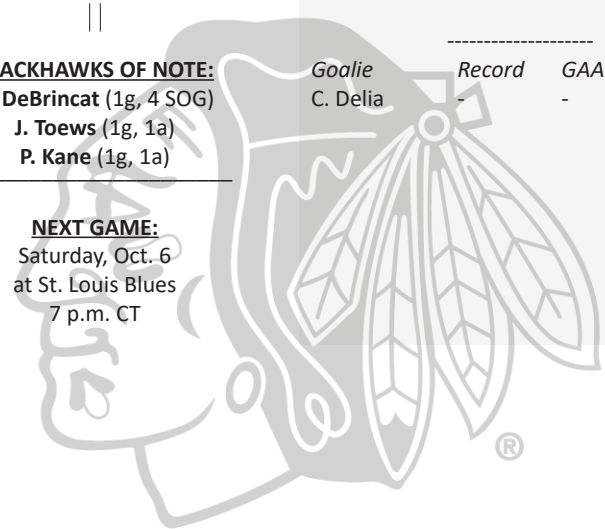 ACKHAWKS OF NOTE:
DeBrincat (1g, 4 SOG)
J. Toews (1g, 1a)
P. Kane (1g, 1a)
NEXT GAME:
Saturday, Oct. 6
at St. Louis Blues
7 p.m. CT
--------------------
Goalie Record GAA
C. Delia - -
®